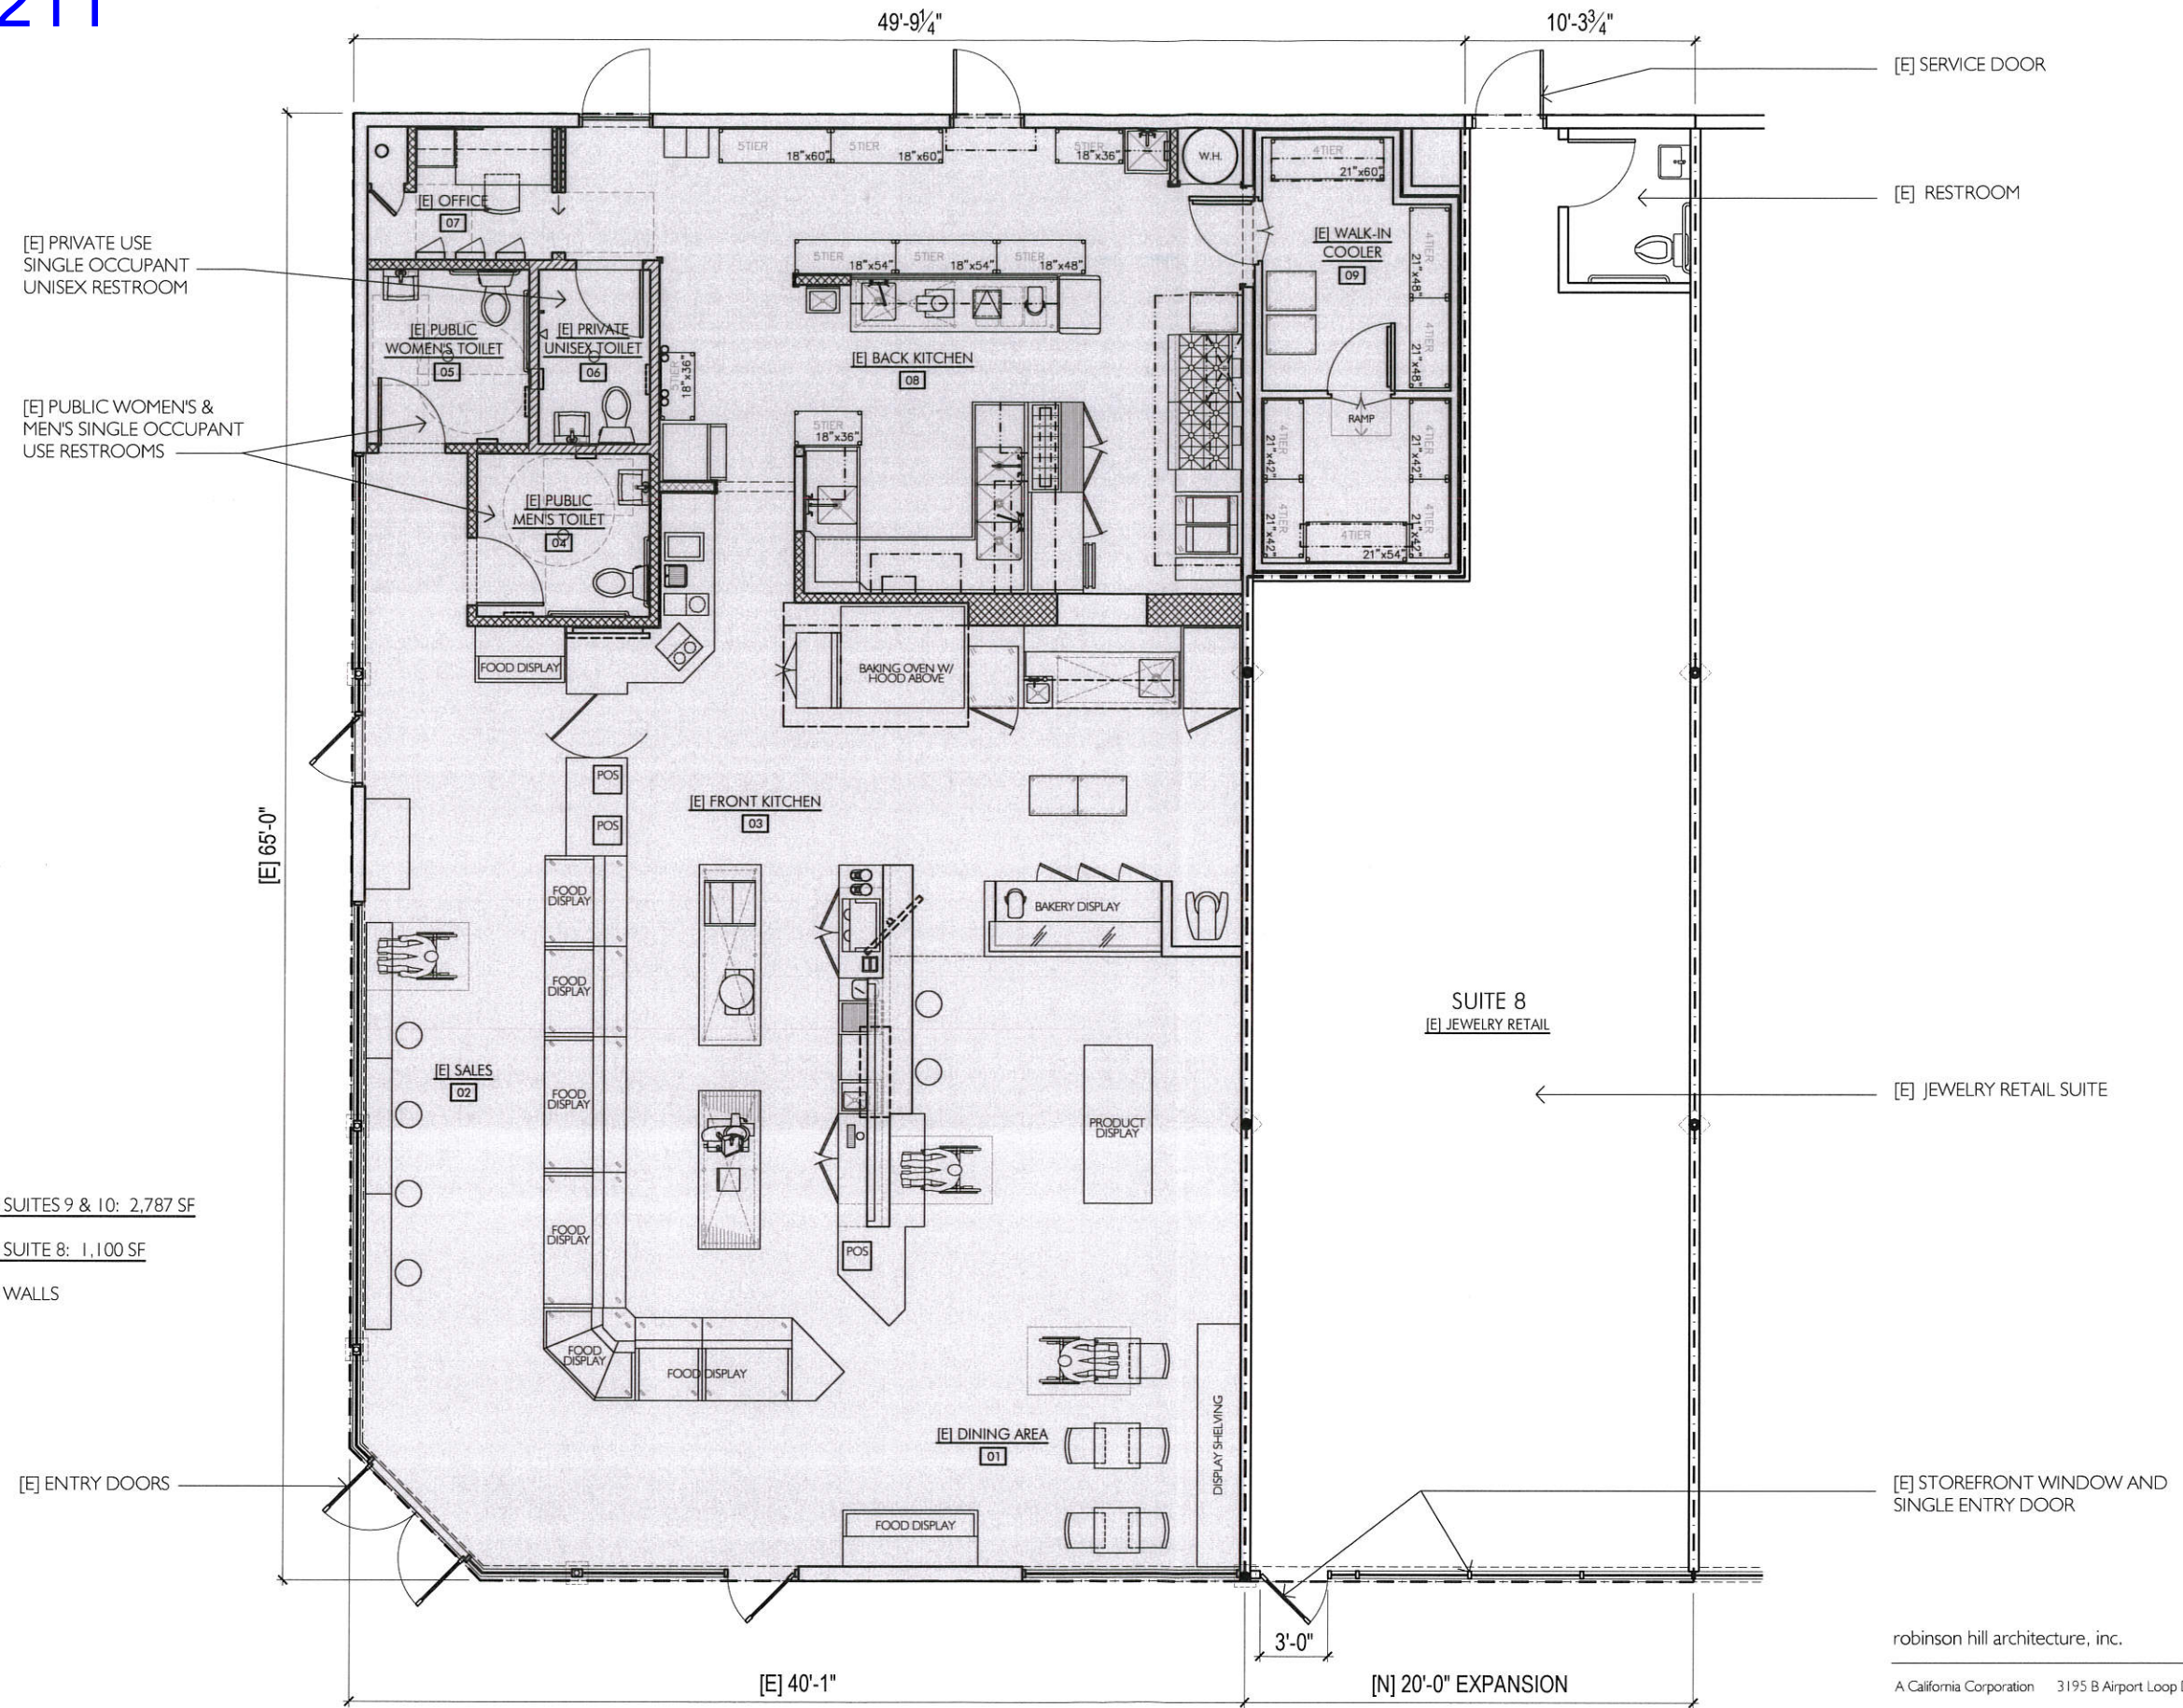 211
49'-9¼"
10'-3¾"
[E] SERVICE DOOR
5TIER
18"x60"
5TIER
18"x60"
5TIER
18"x36"
W.H.
4TIER
21"x60"
[E] RESTROOM
[E] OFFICE
07
[E] PRIVATE USE
SINGLE OCCUPANT
UNISEX RESTROOM
5TIER
18"x54"
5TIER
18"x54"
5TIER
18"x48"
[E] WALK-IN
COOLER
09
4TIER
21"x48"
4TIER
21"x48"
[E] PUBLIC
WOMEN'S TOILET
05
[E] PRIVATE
UNISEX TOILET
06
5TIER
18"x36"
[E] BACK KITCHEN
08
[E] PUBLIC WOMEN'S &
MEN'S SINGLE OCCUPANT
USE RESTROOMS
5TIER
18"x36"
RAMP
4TIER
21"x42"
4TIER
21"x42"
4TIER
21"x42"
4TIER
21"x42"
4TIER
21"x54"
[E] PUBLIC
MEN'S TOILET
04
FOOD DISPLAY
BAKING OVEN W/
HOOD ABOVE
POS
POS
[E] FRONT KITCHEN
03
[E] 65'-0"
FOOD
DISPLAY
BAKERY DISPLAY
FOOD
DISPLAY
SUITE 8
[E] JEWELRY RETAIL
[E] SALES
02
FOOD
DISPLAY
[E] JEWELRY RETAIL SUITE
PRODUCT
DISPLAY
SUITES 9 & 10: 2,787 SF
FOOD
DISPLAY
SUITE 8: 1,100 SF
POS
WALLS
FOOD
DISPLAY
FOOD DISPLAY
[E] DINING AREA
01
DISPLAY SHELVING
[E] ENTRY DOORS
[E] STOREFRONT WINDOW AND
SINGLE ENTRY DOOR
FOOD DISPLAY
3'-0"
robinson hill architecture, inc.
[E] 40'-1"
[N] 20'-0" EXPANSION
A California Corporation 3195 B Airport Loop